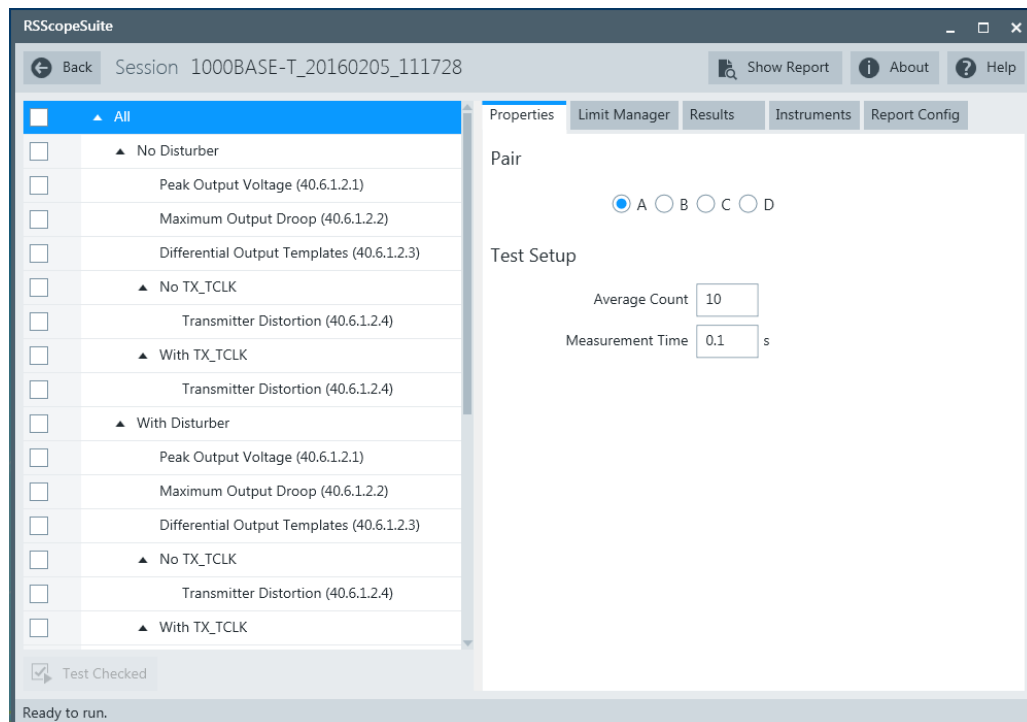 RSScopeSuite
Back Session 1000BASE-T_20160205_111728 Show Report About Help
All
No Disturber
Peak Output Voltage (40.6.1.2.1)
Maximum Output Droop (40.6.1.2.2)
Differential Output Templates (40.6.1.2.3)
No TX_TCLK
Transmitter Distortion (40.6.1.2.4)
With TX_TCLK
Transmitter Distortion (40.6.1.2.4)
With Disturber
Peak Output Voltage (40.6.1.2.1)
Maximum Output Droop (40.6.1.2.2)
Differential Output Templates (40.6.1.2.3)
No TX_TCLK
Transmitter Distortion (40.6.1.2.4)
With TX_TCLK
Test Checked
Properties Limit Manager Results Instruments Report Config
Pair
A B C D
Test Setup
Average Count 10
Measurement Time 0.1 s
Ready to run.